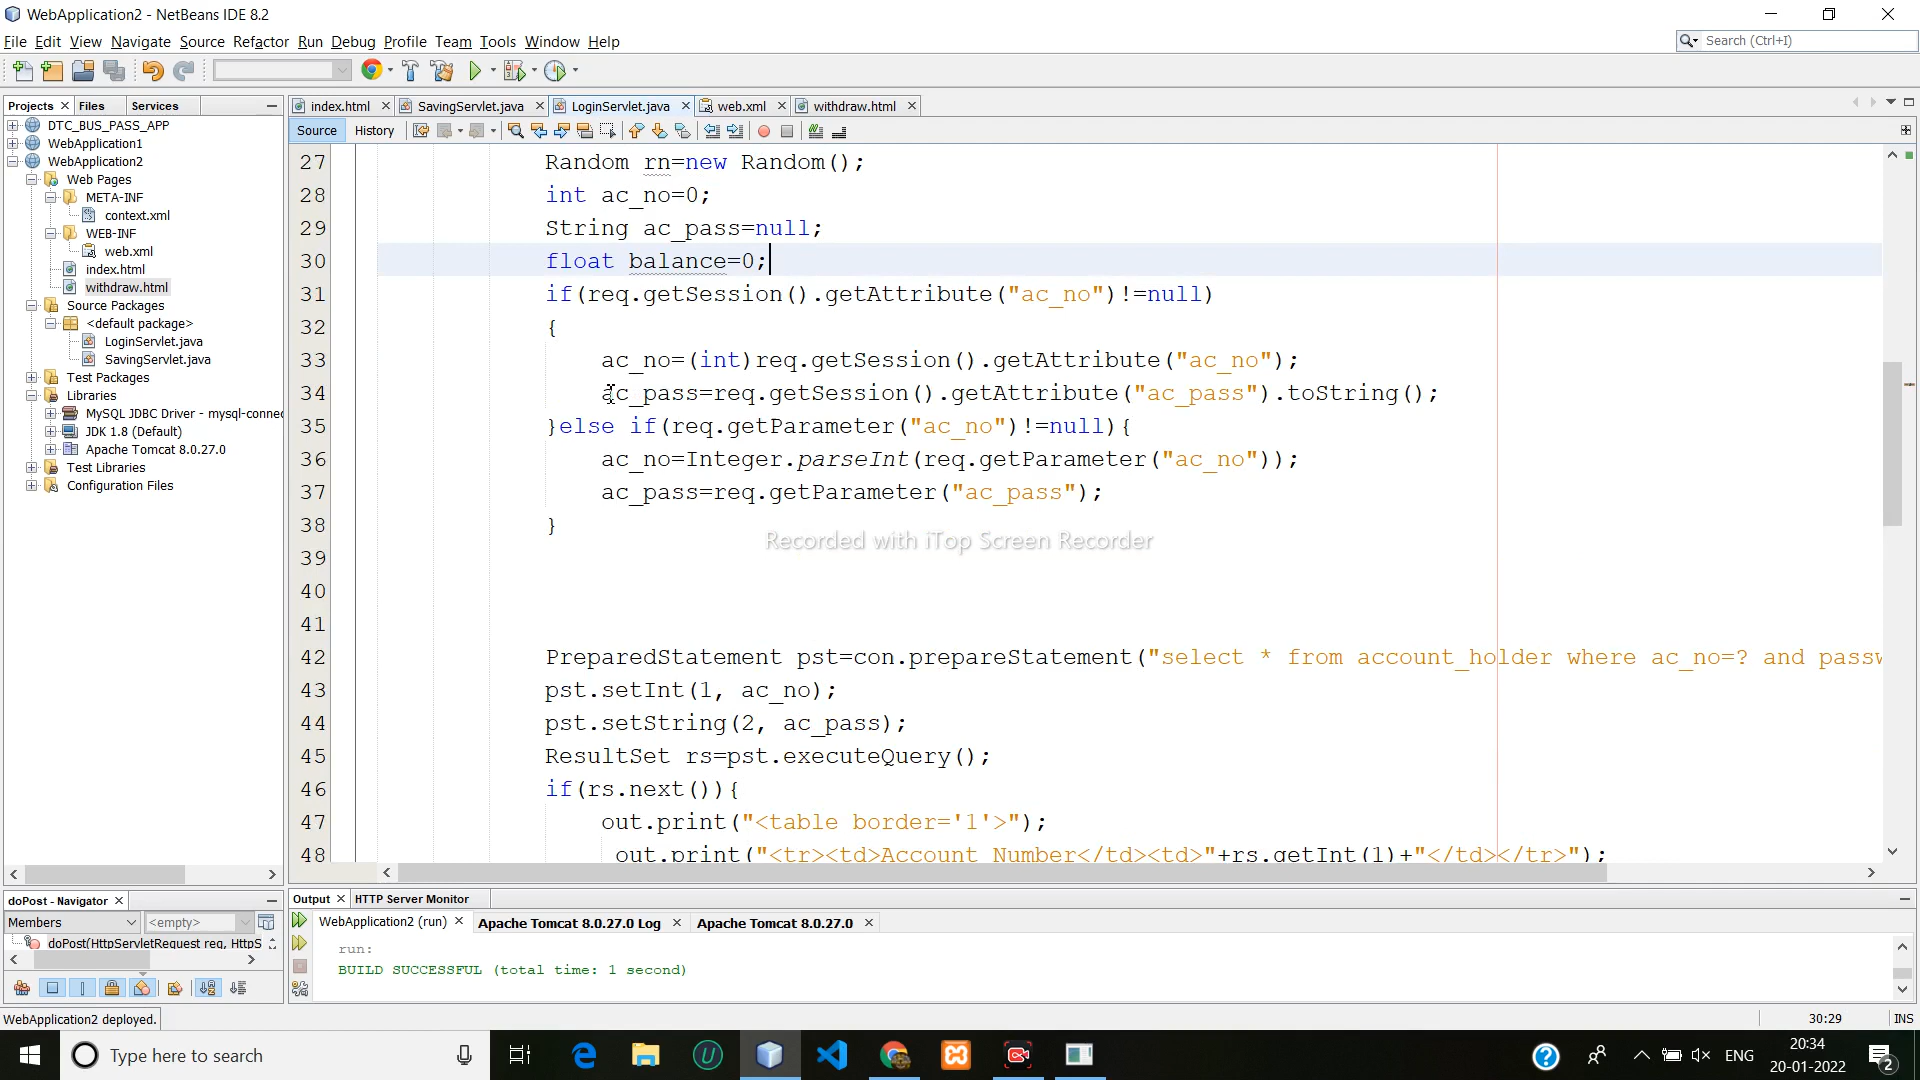 WebApplication2 - NetBeans IDE 8.2
File Edit View Navigate Source Refactor Run Debug Profile Team Tools Window Help
Search (Ctrl+I)
Projects Files Services
index.html SavingServlet.java LoginServlet.java web.xml withdraw.html
Source History
DTC_BUS_PASS_APP
WebApplication1
WebApplication2
Web Pages
META-INF
context.xml
WEB-INF
web.xml
index.html
withdraw.html
Source Packages
<default package>
LoginServlet.java
SavingServlet.java
Test Packages
Libraries
MySQL JDBC Driver - mysql-connec
JDK 1.8 (Default)
Apache Tomcat 8.0.27.0
Test Libraries
Configuration Files
27 Random rn=new Random();
28 int ac_no=0;
29 String ac_pass=null;
30 float balance=0;
31 if(req.getSession().getAttribute("ac_no")!=null)
32 {
33 ac_no=(int)req.getSession().getAttribute("ac_no");
34 ac_pass=req.getSession().getAttribute("ac_pass").toString();
35 }else if(req.getParameter("ac_no")!=null){
36 ac_no=Integer.parseInt(req.getParameter("ac_no"));
37 ac_pass=req.getParameter("ac_pass");
38 }
39
40
41
42 PreparedStatement pst=con.prepareStatement("select * from account_holder where ac_no=? and passw
43 pst.setInt(1, ac_no);
44 pst.setString(2, ac_pass);
45 ResultSet rs=pst.executeQuery();
46 if(rs.next()){
47 out.print("<table border='1'>");
48 out.print("<tr><td>Account Number</td><td>"+rs.getInt(1)+"</td></tr>");
Recorded with iTop Screen Recorder
doPost - Navigator
Members <empty>
doPost(HttpServletRequest req, HttpS
Output HTTP Server Monitor
WebApplication2 (run) Apache Tomcat 8.0.27.0 Log Apache Tomcat 8.0.27.0
run:
BUILD SUCCESSFUL (total time: 1 second)
WebApplication2 deployed.
30:29 INS
Type here to search
ENG
20:34
20-01-2022
2